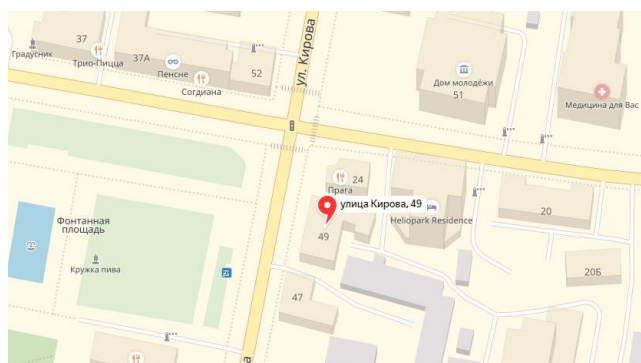 37
Градусник
Трио-Пицца
37А
Пенсне
52
Согдиана
ул. Кирова
Дом молодёжи
51
Медицина для Вас
Прага
24
улица Кирова, 49
49
Heliopark Residence
20
20Б
47
Фонтанная
площадь
Кружка пива
а